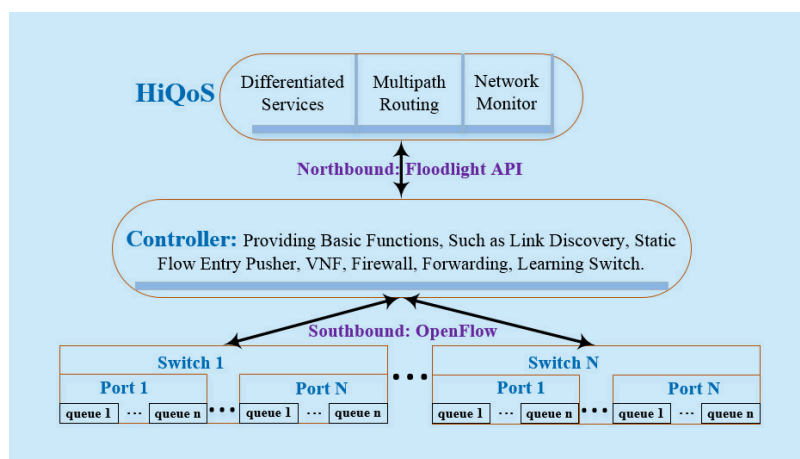 HiQoS
Differentiated
Services
Multipath
Routing
Network
Monitor
Northbound: Floodlight API
Controller: Providing Basic Functions, Such as Link Discovery, Static
Flow Entry Pusher, VNF, Firewall, Forwarding, Learning Switch.
Southbound: OpenFlow
Switch 1
Port 1
queue 1 ... queue n
...
Port N
queue 1 ... queue n
...
Switch N
Port 1
queue 1 ... queue n
...
Port N
queue 1 ... queue n